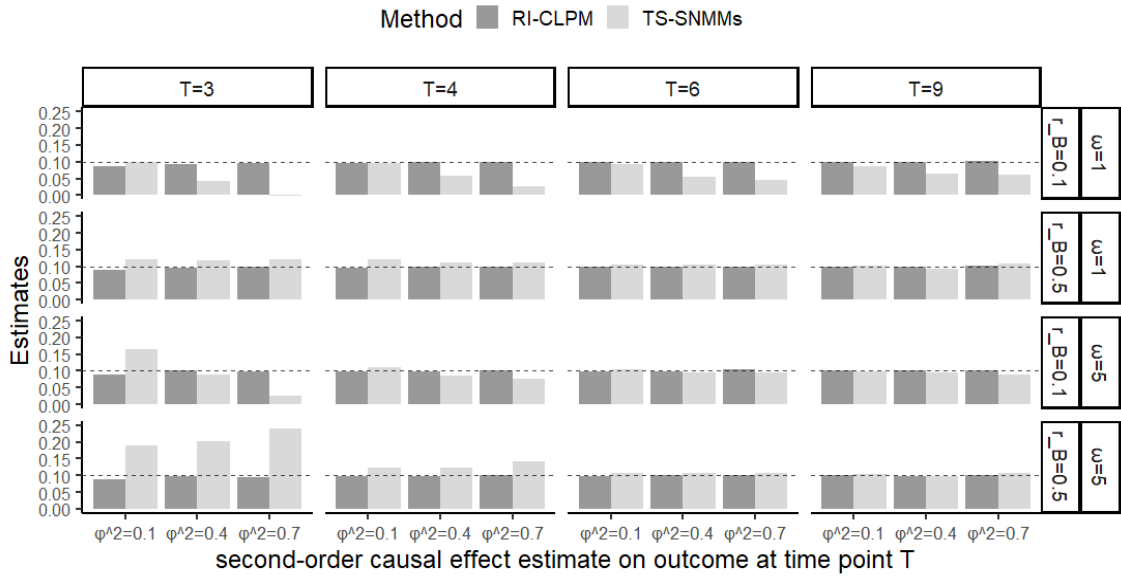 Method RI-CLPM TS-SNMMs
T=3 T=4 T=6 T=9
0.25
0.20
0.15
0.10
0.05
0.00
r_B=0.1 ω=1
0.25
0.20
0.15
0.10
0.05
0.00
r_B=0.5 ω=1
0.25
0.20
0.15
0.10
0.05
0.00
r_B=0.1 ω=5
0.25
0.20
0.15
0.10
0.05
0.00
r_B=0.5 ω=5
Estimates
φ^2=0.1 φ^2=0.4 φ^2=0.7 φ^2=0.1 φ^2=0.4 φ^2=0.7 φ^2=0.1 φ^2=0.4 φ^2=0.7 φ^2=0.1 φ^2=0.4 φ^2=0.7
second-order causal effect estimate on outcome at time point T